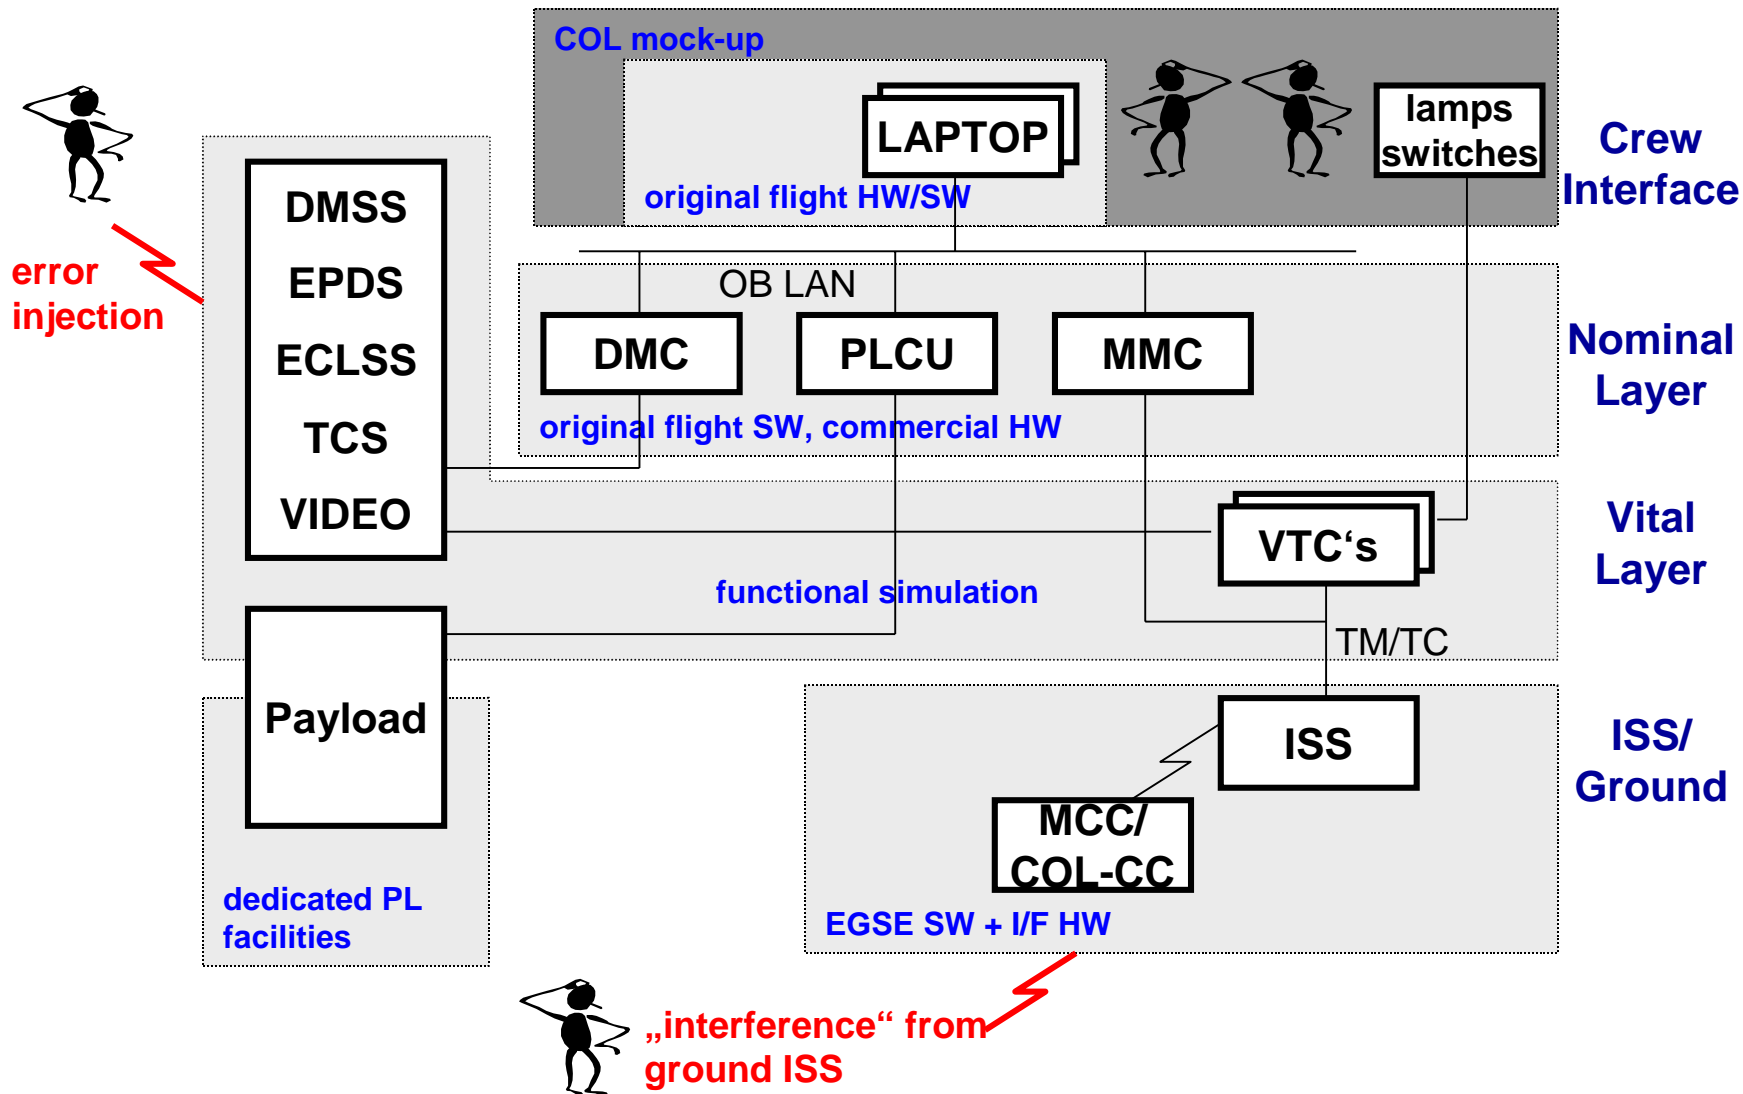 COL mock-up
LAPTOP
original flight HW/SW
lamps
switches
Crew
Interface
error
injection
DMSS
EPDS
ECLSS
TCS
VIDEO
OB LAN
DMC
PLCU
MMC
original flight SW, commercial HW
Nominal
Layer
VTC‘s
functional simulation
TM/TC
Vital
Layer
Payload
dedicated PL
facilities
ISS
MCC/
COL-CC
EGSE SW + I/F HW
ISS/
Ground
„interference“ from
ground ISS